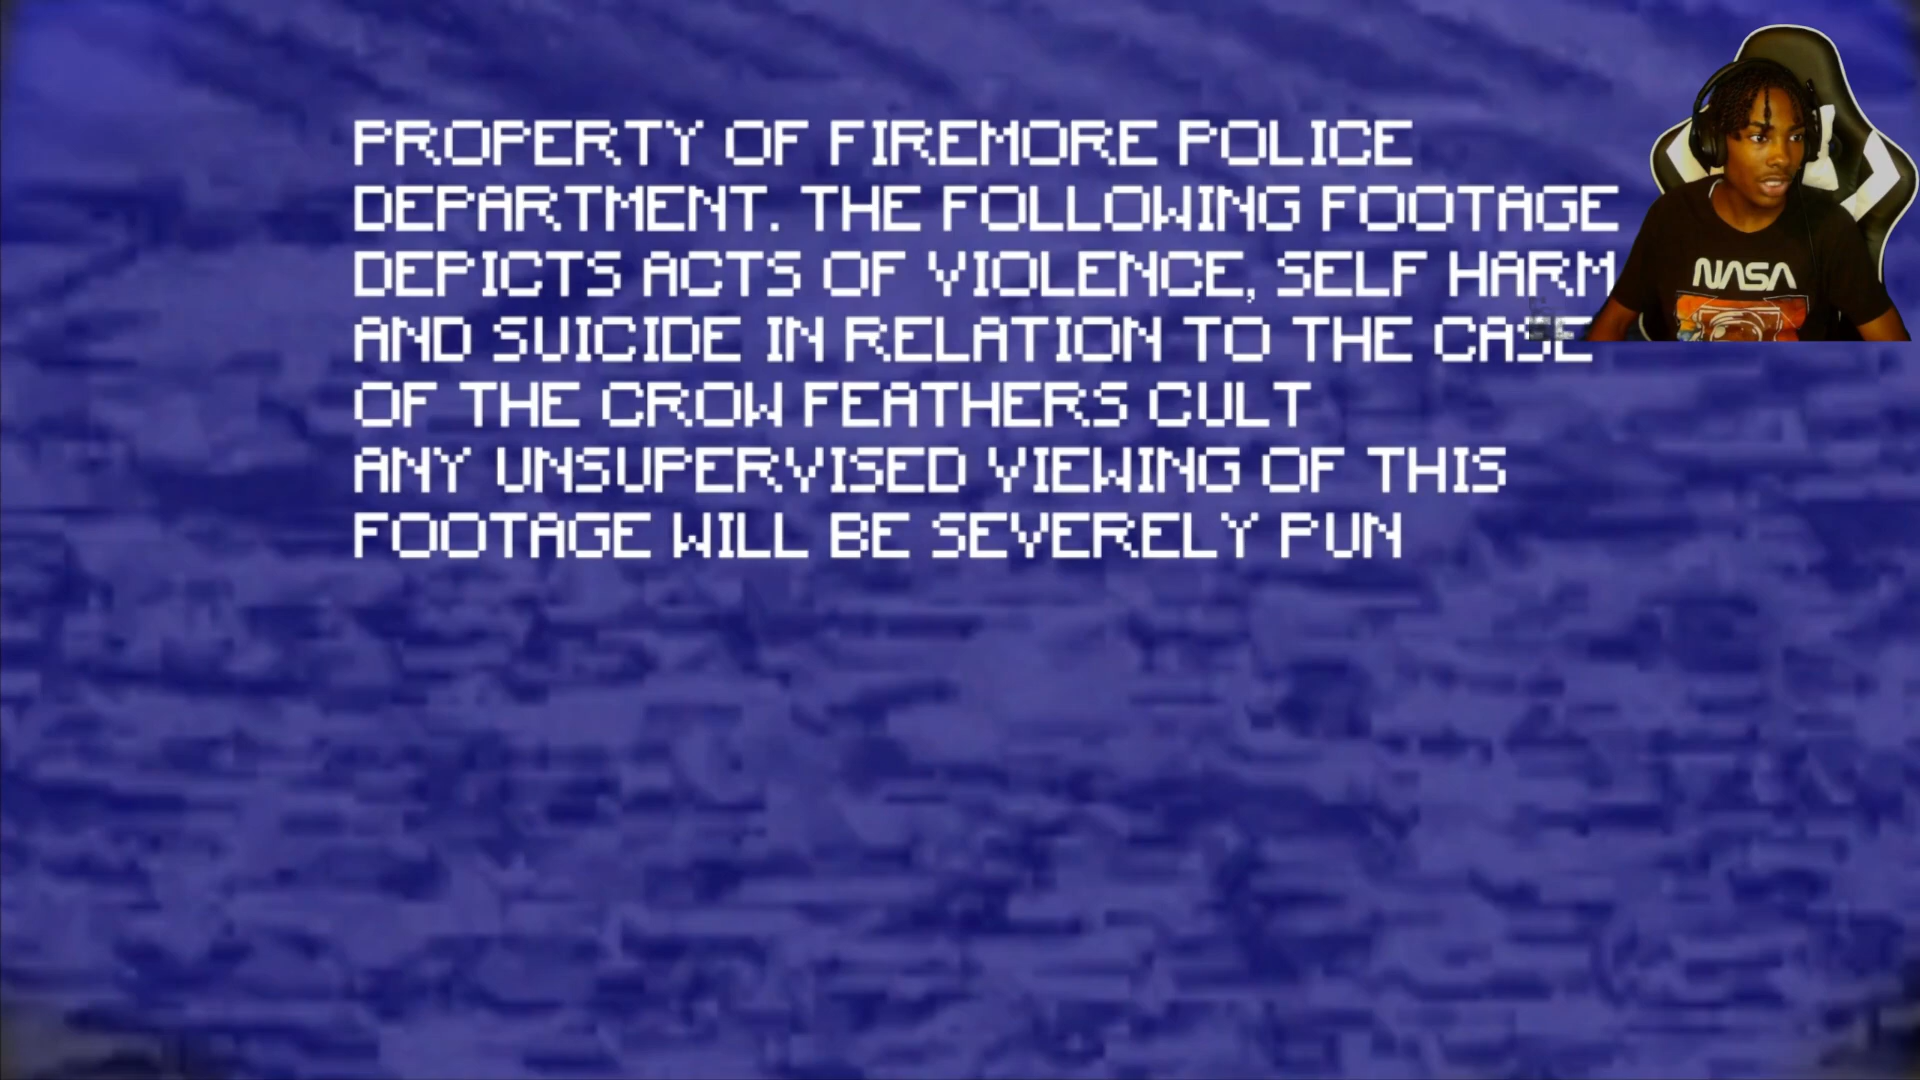 PROPERTY OF FIREMORE POLICE
DEPARTMENT. THE FOLLOWING FOOTAGE
DEPICTS ACTS OF VIOLENCE, SELF HARM
AND SUICIDE IN RELATION TO THE CASE
OF THE CROW FEATHERS CULT
ANY UNSUPERVISED VIEWING OF THIS
FOOTAGE WILL BE SEVERELY PUN
NASA